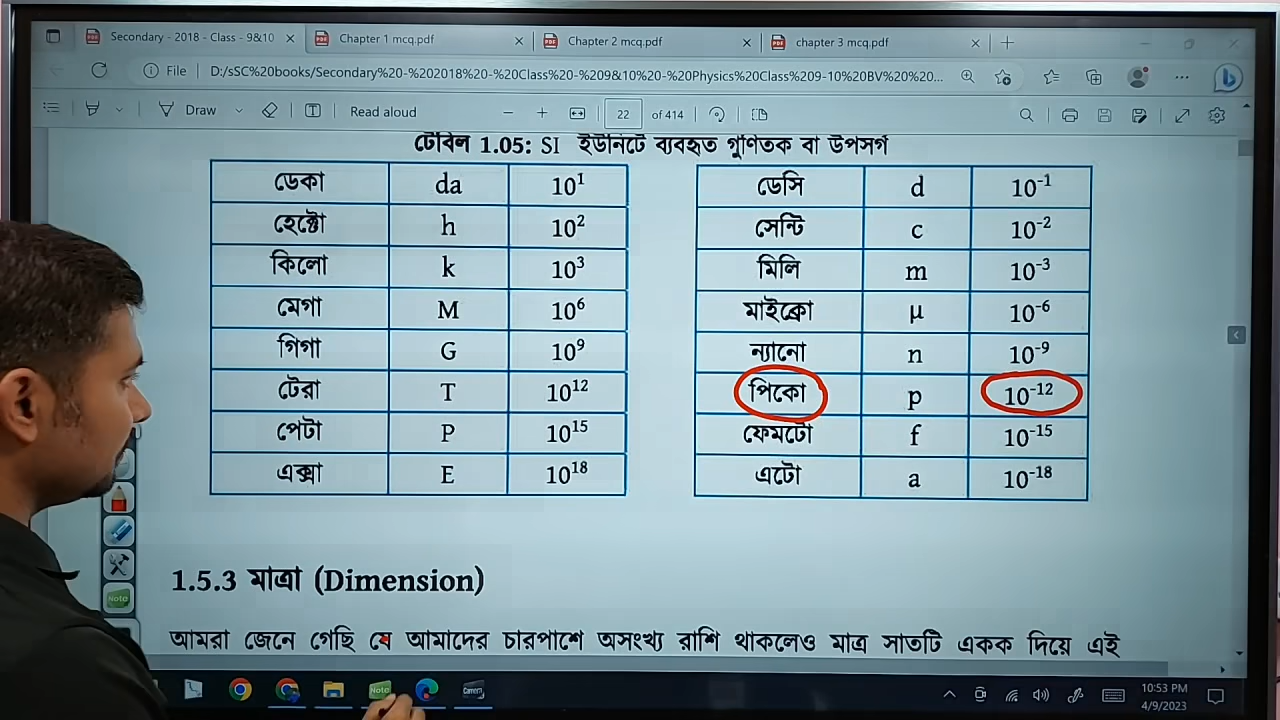 Secondary - 2018 - Class - 9&10
Chapter 1 mcq.pdf
Chapter 2 mcq.pdf
chapter 3 mcq.pdf
File D:/sSC%20books/Secondary%20-%202018%20-%20Class%20-%209&10%20-%20Physics%20Class%209-10%20BV%20%20...
Draw
Read aloud
22 of 414
টেবিল 1.05: SI ইউনিটে ব্যবহৃত গুণিতক বা উপসর্গ
ডেকা da 10¹
হেক্টো h 10²
কিলো k 10³
মেগা M 10⁶
গিগা G 10⁹
টেরা T 10¹²
পেটা P 10¹⁵
এক্সা E 10¹⁸
ডেসি d 10⁻¹
সেন্টি c 10⁻²
মিলি m 10⁻³
মাইক্রো μ 10⁻⁶
ন্যানো n 10⁻⁹
পিকো p 10⁻¹²
ফেমটো f 10⁻¹⁵
এটো a 10⁻¹⁸
1.5.3 মাত্রা (Dimension)
আমরা জেনে গেছি যে আমাদের চারপাশে অসংখ্য রাশি থাকলেও মাত্র সাতটি একক দিয়ে এই
Note
Note
Camera
10:53 PM
4/9/2023